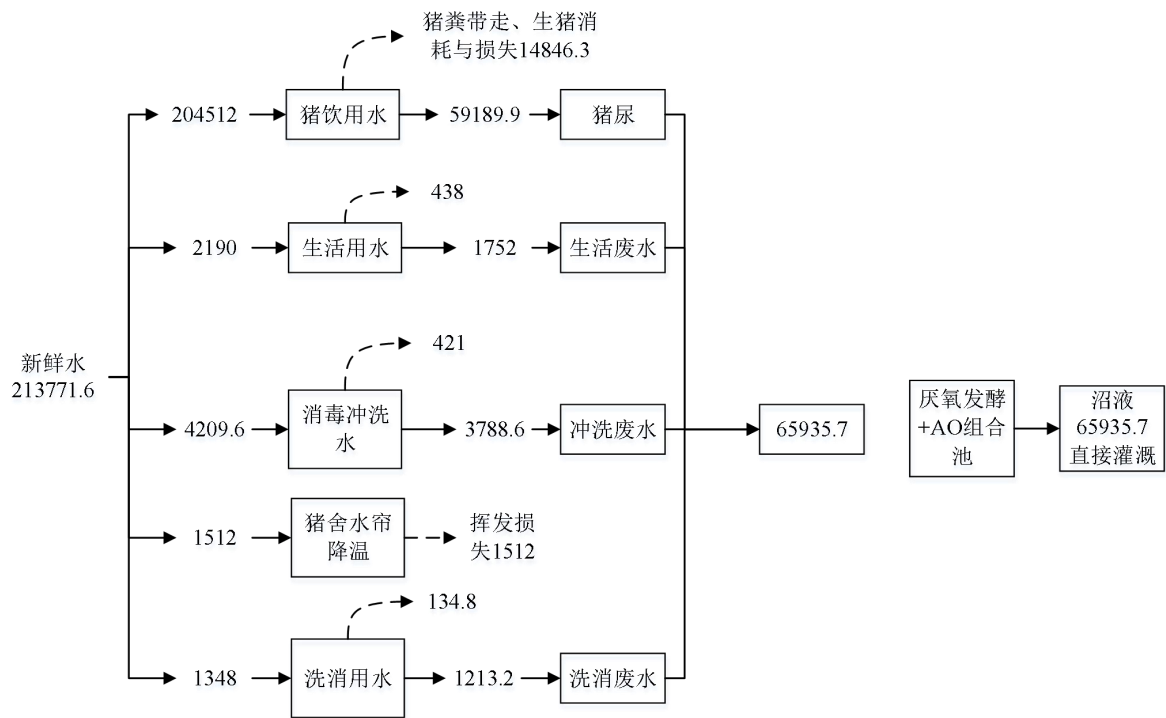 猪粪带走、生猪消
耗与损失14846.3
204512
猪饮用水
59189.9
猪尿
438
2190
生活用水
1752
生活废水
421
新鲜水
213771.6
4209.6
消毒冲洗
水
3788.6
冲洗废水
65935.7
厌氧发酵
+AO组合
池
沼液
65935.7
直接灌溉
1512
猪舍水帘
降温
挥发损
失1512
134.8
1348
洗消用水
1213.2
洗消废水